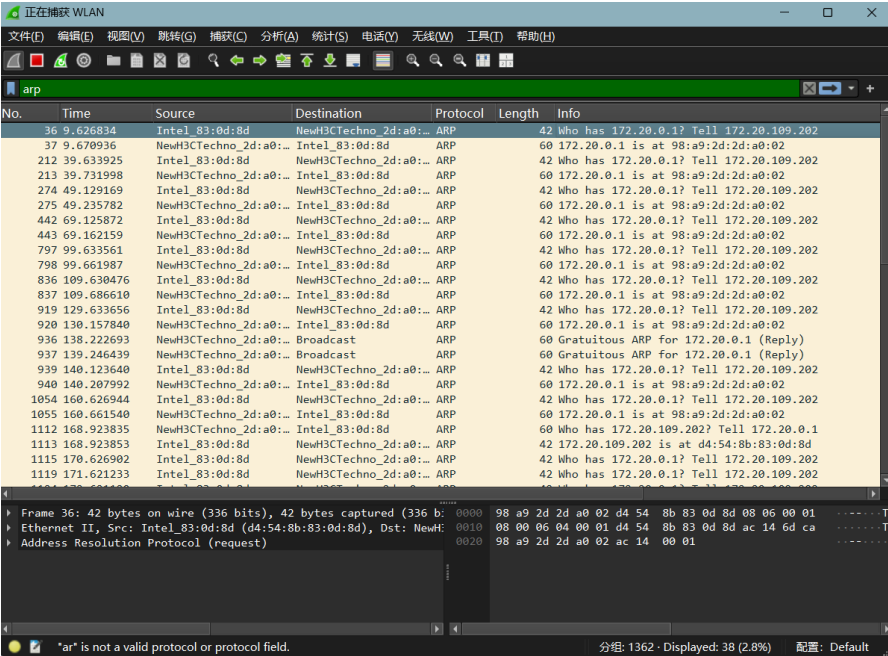 正在捕获 WLAN
文件(F) 编辑(E) 视图(V) 跳转(G) 捕获(C) 分析(A) 统计(S) 电话(Y) 无线(W) 工具(T) 帮助(H)
arp
No. Time Source Destination Protocol Length Info
36 9.626834 Intel_83:0d:8d NewH3CTechno_2d:a0:… ARP 42 Who has 172.20.0.1? Tell 172.20.109.202
37 9.670936 NewH3CTechno_2d:a0:… Intel_83:0d:8d ARP 60 172.20.0.1 is at 98:a9:2d:2d:a0:02
212 39.633925 Intel_83:0d:8d NewH3CTechno_2d:a0:… ARP 42 Who has 172.20.0.1? Tell 172.20.109.202
213 39.731998 NewH3CTechno_2d:a0:… Intel_83:0d:8d ARP 60 172.20.0.1 is at 98:a9:2d:2d:a0:02
274 49.129169 Intel_83:0d:8d NewH3CTechno_2d:a0:… ARP 42 Who has 172.20.0.1? Tell 172.20.109.202
275 49.235782 NewH3CTechno_2d:a0:… Intel_83:0d:8d ARP 60 172.20.0.1 is at 98:a9:2d:2d:a0:02
442 69.125872 Intel_83:0d:8d NewH3CTechno_2d:a0:… ARP 42 Who has 172.20.0.1? Tell 172.20.109.202
443 69.162159 NewH3CTechno_2d:a0:… Intel_83:0d:8d ARP 60 172.20.0.1 is at 98:a9:2d:2d:a0:02
797 99.633561 Intel_83:0d:8d NewH3CTechno_2d:a0:… ARP 42 Who has 172.20.0.1? Tell 172.20.109.202
798 99.661987 NewH3CTechno_2d:a0:… Intel_83:0d:8d ARP 60 172.20.0.1 is at 98:a9:2d:2d:a0:02
836 109.630476 Intel_83:0d:8d NewH3CTechno_2d:a0:… ARP 42 Who has 172.20.0.1? Tell 172.20.109.202
837 109.686610 NewH3CTechno_2d:a0:… Intel_83:0d:8d ARP 60 172.20.0.1 is at 98:a9:2d:2d:a0:02
919 129.633656 Intel_83:0d:8d NewH3CTechno_2d:a0:… ARP 42 Who has 172.20.0.1? Tell 172.20.109.202
920 130.157840 NewH3CTechno_2d:a0:… Intel_83:0d:8d ARP 60 172.20.0.1 is at 98:a9:2d:2d:a0:02
936 138.222693 NewH3CTechno_2d:a0:… Broadcast ARP 60 Gratuitous ARP for 172.20.0.1 (Reply)
937 139.246439 NewH3CTechno_2d:a0:… Broadcast ARP 60 Gratuitous ARP for 172.20.0.1 (Reply)
939 140.123640 Intel_83:0d:8d NewH3CTechno_2d:a0:… ARP 42 Who has 172.20.0.1? Tell 172.20.109.202
940 140.207992 NewH3CTechno_2d:a0:… Intel_83:0d:8d ARP 60 172.20.0.1 is at 98:a9:2d:2d:a0:02
1054 160.626944 Intel_83:0d:8d NewH3CTechno_2d:a0:… ARP 42 Who has 172.20.0.1? Tell 172.20.109.202
1055 160.661540 NewH3CTechno_2d:a0:… Intel_83:0d:8d ARP 60 172.20.0.1 is at 98:a9:2d:2d:a0:02
1112 168.923835 NewH3CTechno_2d:a0:… Intel_83:0d:8d ARP 60 Who has 172.20.109.202? Tell 172.20.0.1
1113 168.923853 Intel_83:0d:8d NewH3CTechno_2d:a0:… ARP 42 172.20.109.202 is at d4:54:8b:83:0d:8d
1115 170.626902 Intel_83:0d:8d NewH3CTechno_2d:a0:… ARP 42 Who has 172.20.0.1? Tell 172.20.109.202
1119 171.621233 Intel_83:0d:8d NewH3CTechno_2d:a0:… ARP 42 Who has 172.20.0.1? Tell 172.20.109.202
Frame 36: 42 bytes on wire (336 bits), 42 bytes captured (336 bi 0000 98 a9 2d 2d a0 02 d4 54 8b 83 0d 8d 08 06 00 01 ··--···T
Ethernet II, Src: Intel_83:0d:8d (d4:54:8b:83:0d:8d), Dst: NewH3 0010 08 00 06 04 00 01 d4 54 8b 83 0d 8d ac 14 6d ca ·······T
Address Resolution Protocol (request) 0020 98 a9 2d 2d a0 02 ac 14 00 01 ··--····
"ar" is not a valid protocol or protocol field. 分组: 1362 · Displayed: 38 (2.8%) 配置: Default